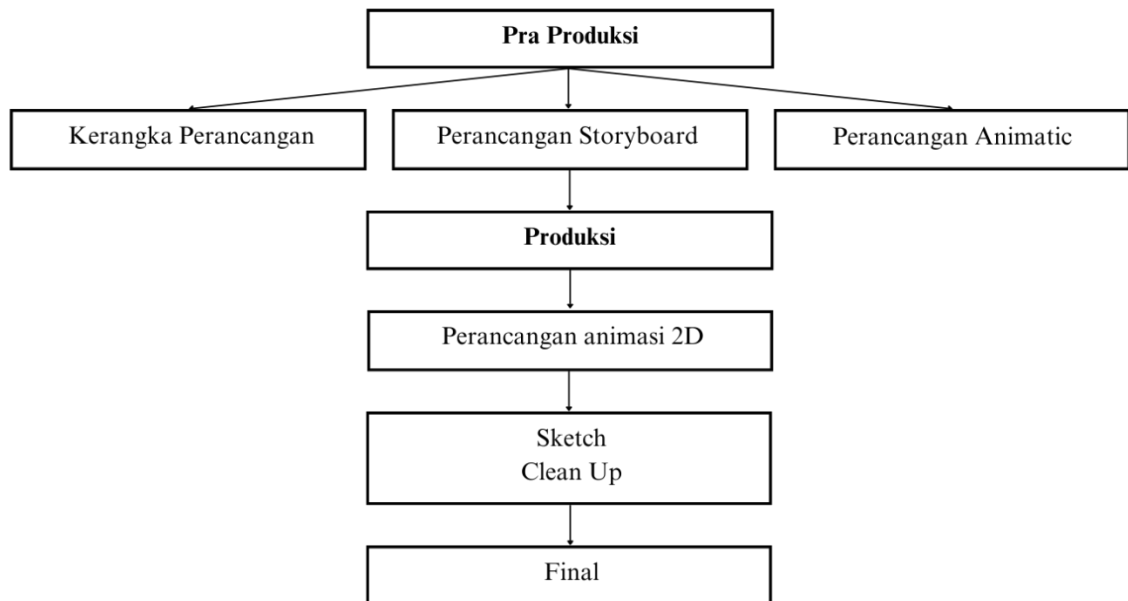 Pra Produksi
Kerangka Perancangan
Perancangan Storyboard
Perancangan Animatic
Produksi
Perancangan animasi 2D
Sketch
Clean Up
Final